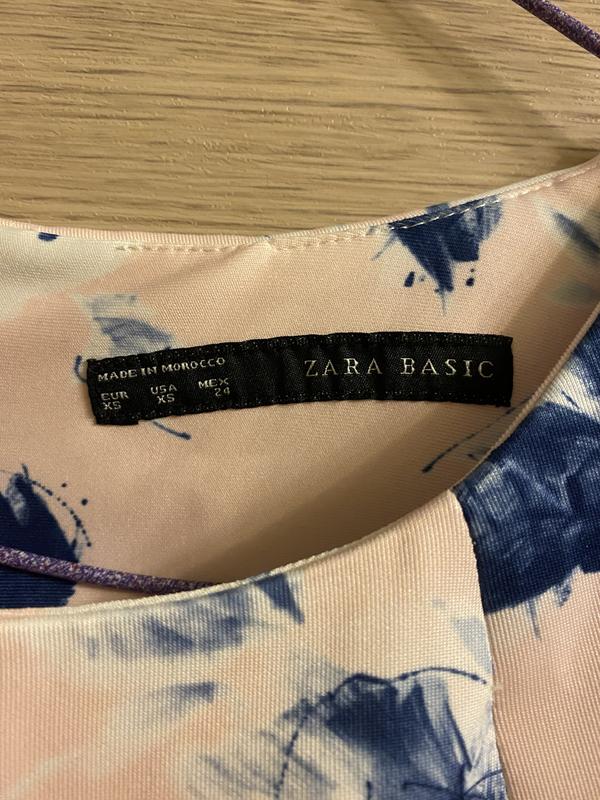 MADE IN MOROCCO
EUR USA MEX
XS XS 24
ZARA BASIC